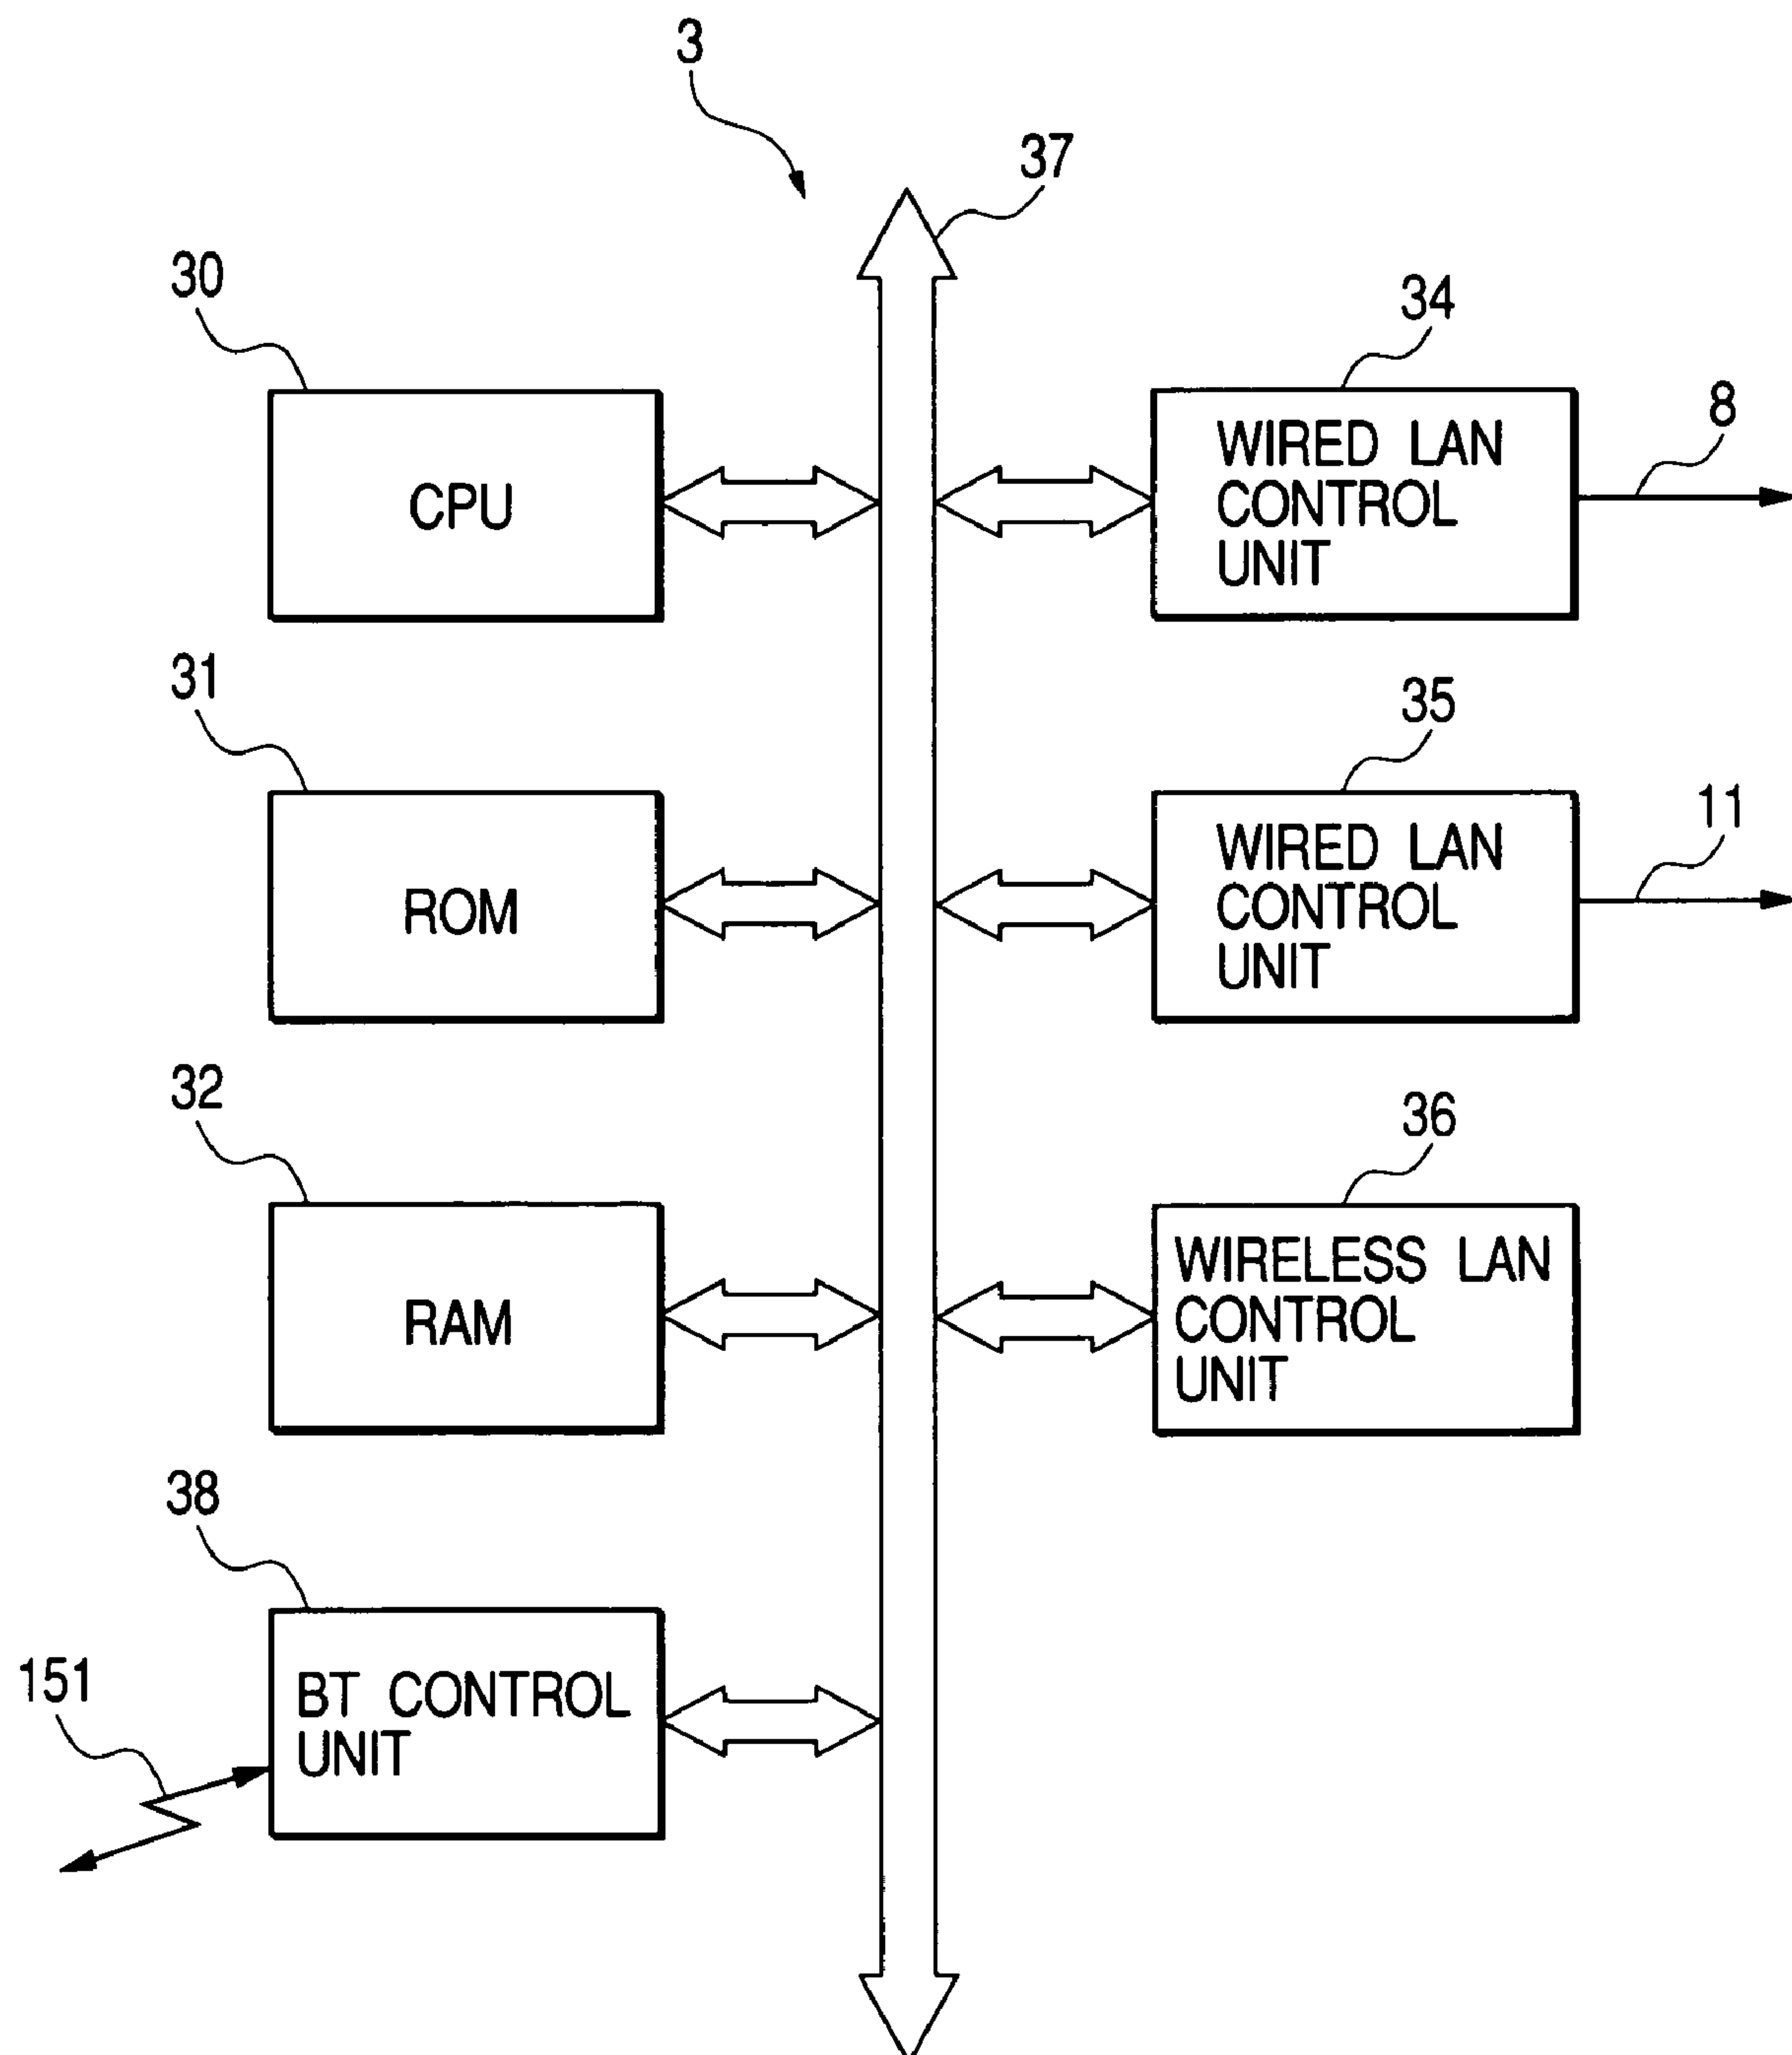 3
37
30
34
CPU
WIRED LAN
CONTROL
UNIT
8
31
35
ROM
WIRED LAN
CONTROL
UNIT
11
32
36
RAM
WIRELESS LAN
CONTROL
UNIT
38
151
BT CONTROL
UNIT